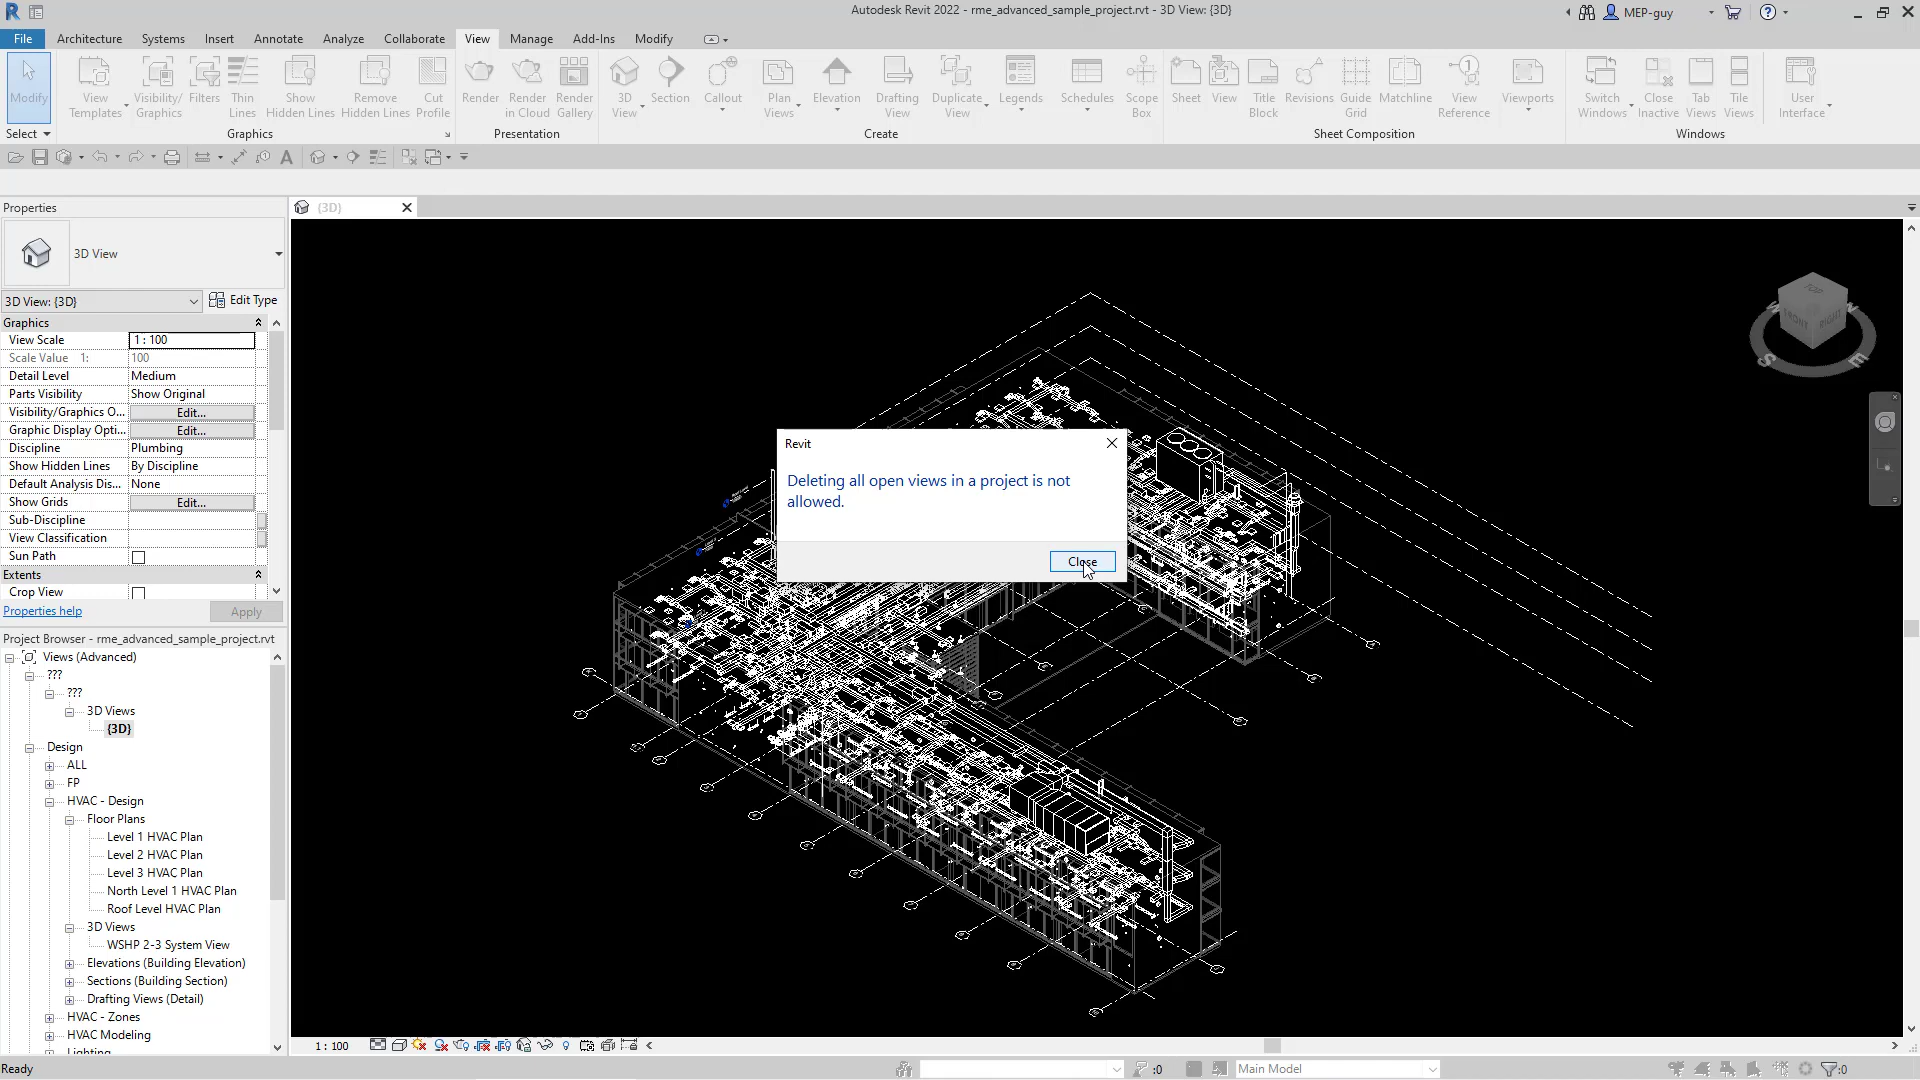 Autodesk Revit 2022 - rme_advanced_sample_project.rvt - 3D View: {3D}
MEP-guy
File
Architecture
Systems
Insert
Annotate
Analyze
Collaborate
View
Manage
Add-Ins
Modify
Modify
View Templates
Visibility/ Graphics
Filters
Thin Lines
Show Hidden Lines
Remove Hidden Lines
Cut Profile
Render
Render in Cloud
Render Gallery
3D View
Section
Callout
Plan Views
Elevation
Drafting View
Duplicate View
Legends
Schedules
Scope Box
Sheet
View
Title Block
Revisions
Guide Grid
Matchline
View Reference
Viewports
Switch Windows
Close Inactive
Tab Views
Tile Views
User Interface
Select
Graphics
Presentation
Create
Sheet Composition
Windows
Properties
{3D}
3D View
3D View: {3D}
Edit Type
Graphics
View Scale
1 : 100
Scale Value 1:
100
Detail Level
Medium
Parts Visibility
Show Original
Visibility/Graphics O...
Edit...
Graphic Display Opti...
Edit...
Discipline
Plumbing
Show Hidden Lines
By Discipline
Default Analysis Dis...
None
Show Grids
Edit...
Sub-Discipline
View Classification
Sun Path
Extents
Crop View
Properties help
Apply
Project Browser - rme_advanced_sample_project.rvt
Views (Advanced)
???
???
3D Views
{3D}
Design
ALL
FP
HVAC - Design
Floor Plans
Level 1 HVAC Plan
Level 2 HVAC Plan
Level 3 HVAC Plan
North Level 1 HVAC Plan
Roof Level HVAC Plan
3D Views
WSHP 2-3 System View
Elevations (Building Elevation)
Sections (Building Section)
Drafting Views (Detail)
HVAC - Zones
HVAC Modeling
Lighting
Revit
Deleting all open views in a project is not
allowed.
Close
TOP
FRONT
RIGHT
W
N
S
E
1 : 100
Ready
:0
Main Model
:0